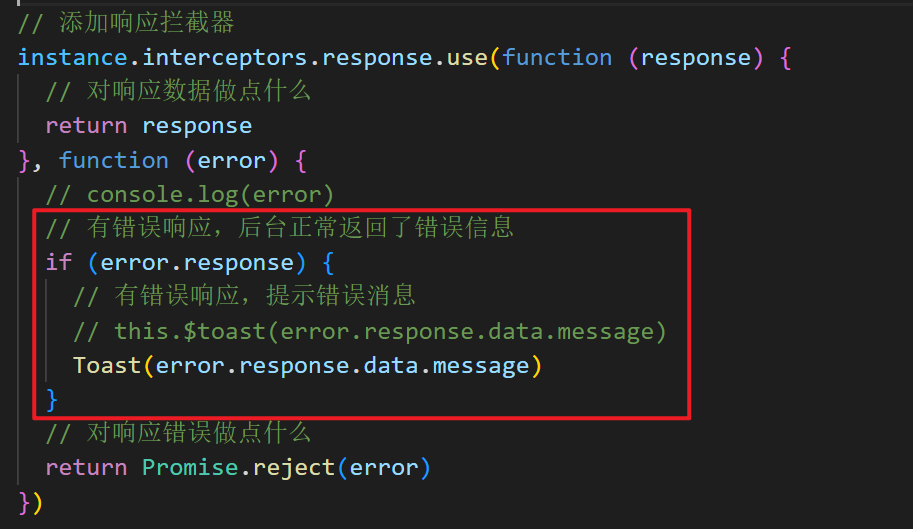 // 添加响应拦截器
instance.interceptors.response.use(function (response) {
  // 对响应数据做点什么
  return response
}, function (error) {
  // console.log(error)
  // 有错误响应，后台正常返回了错误信息
  if (error.response) {
    // 有错误响应，提示错误消息
    // this.$toast(error.response.data.message)
    Toast(error.response.data.message)
  }
  // 对响应错误做点什么
  return Promise.reject(error)
})